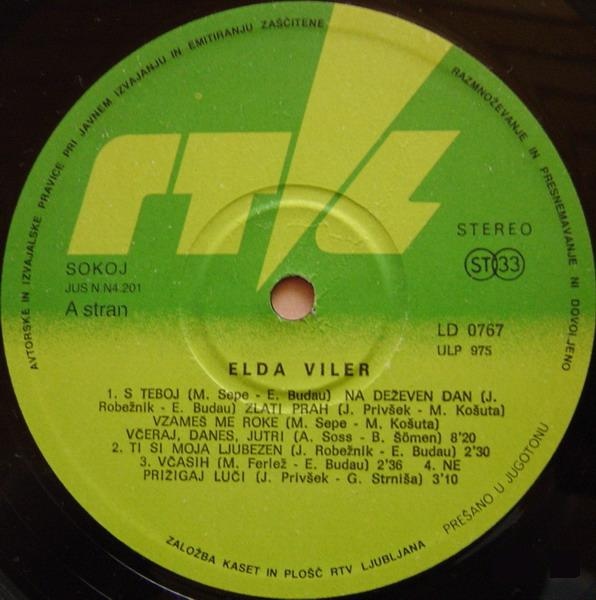 AVTORSKE IN IZVAJALSKE PRAVICE PRI JAVNEM IZVAJANJU IN EMITIRANJU ZAŠČITENE
RAZMNOŽEVANJE IN PRESNEMAVANJE NI DOVOLJENO
rtl
STEREO
SOKOJ
ST 33
JUS N.N4.201
A stran
LD 0767
ULP 975
ELDA VILER
1. S TEBOJ (M. Sepe - E. Budau) NA DEŽEVEN DAN (J.
Robežnik - E. Budau) ZLATI PRAH (J. Privšek - M. Košuta)
VZAMEŠ ME ROKE (M. Sepe - M. Košuta)
VČERAJ, DANES, JUTRI (A. Soss - B. Šömen) 8'20
2. TI SI MOJA LJUBEZEN (J. Robežnik - E. Budau) 2'30
3. VČASIH (M. Ferlež - E. Budau) 2'36 4. NE
PRIŽIGAJ LUČI (J. Privšek - G. Strniša) 3'10
PREŠANO U JUGOTONU
ZALOŽBA KASET IN PLOŠČ RTV LJUBLJANA